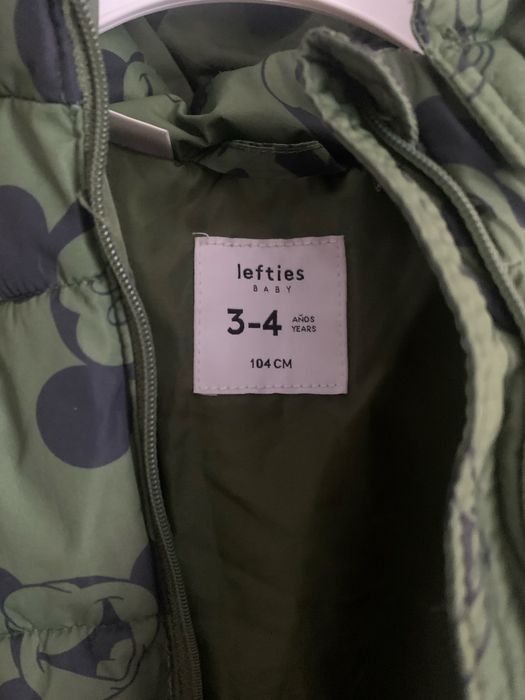 lefties
BABY
3-4 AÑOS
YEARS
104 CM